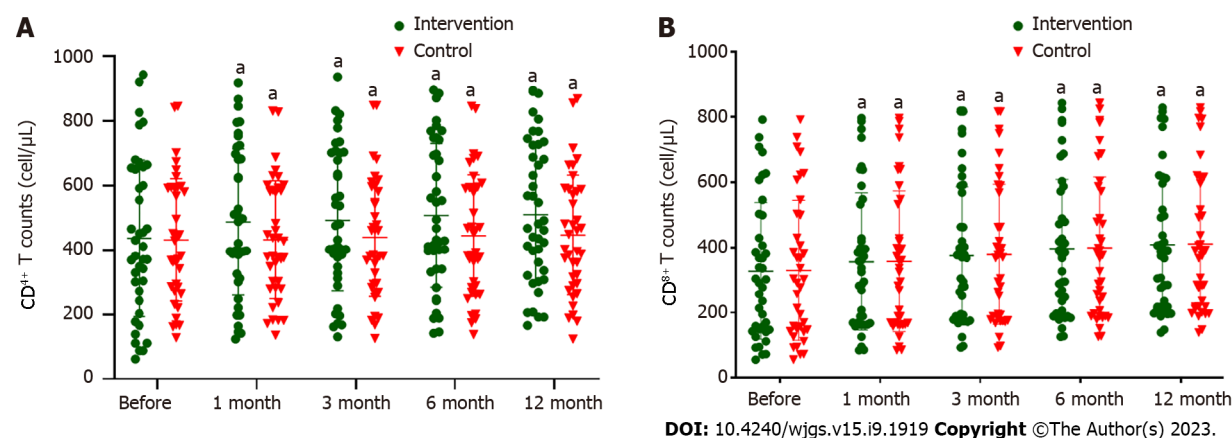 A
Intervention
Control
CD⁴⁺ T counts (cell/μL)
1000
800
600
400
200
0
a a a a a a a a
Before 1 month 3 month 6 month 12 month
B
Intervention
Control
CD⁸⁺ T counts (cell/μL)
1000
800
600
400
200
0
a a a a a a a a
Before 1 month 3 month 6 month 12 month
DOI: 10.4240/wjgs.v15.i9.1919 Copyright ©The Author(s) 2023.